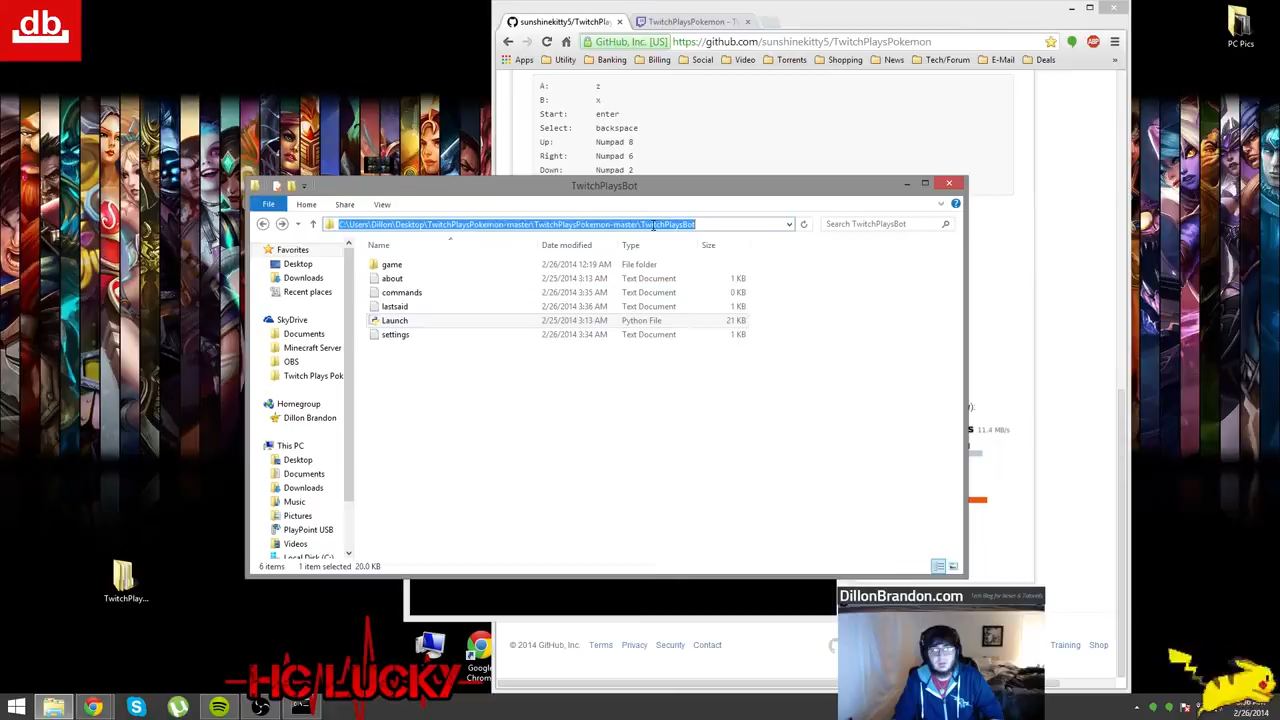 db
PC Pics
sunshinekitty5/TwitchPlay
TwitchPlaysPokemon - T
GitHub, Inc. [US]
https://github.com/sunshinekitty5/TwitchPlaysPokemon
ABP
Apps
Utility
Banking
Billing
Social
Video
Torrents
Shopping
News
Tech/Forum
E-Mail
Deals
»
A: z
B: x
Start: enter
Select: backspace
Up: Numpad 8
Right: Numpad 6
Down: Numpad 2
TwitchPlaysBot
File
Home
Share
View
C:\Users\Dillon\Desktop\TwitchPlaysPokemon-master\TwitchPlaysPokemon-master\TwitchPlaysBot
Search TwitchPlaysBot
Name Date modified Type Size
game 2/26/2014 12:19 AM File folder
about 2/25/2014 3:13 AM Text Document 1 KB
commands 2/26/2014 3:35 AM Text Document 0 KB
lastsaid 2/26/2014 3:36 AM Text Document 1 KB
Launch 2/25/2014 3:13 AM Python File 21 KB
settings 2/26/2014 3:34 AM Text Document 1 KB
Favorites
Desktop
Downloads
Recent places
SkyDrive
Documents
Minecraft Server
OBS
Twitch Plays Pok
Homegroup
Dillon Brandon
This PC
Desktop
Documents
Downloads
Music
Pictures
PlayPoint USB
Videos
Local Disk (C:)
6 items
1 item selected 20.0 KB
):
s 11.4 MB/s
TwitchPlay...
DillonBrandon.com
© 2014 GitHub, Inc.
Terms
Privacy
Security
Contact
Training
Shop
Google
Chrom
HC LUCKY
2/26/2014